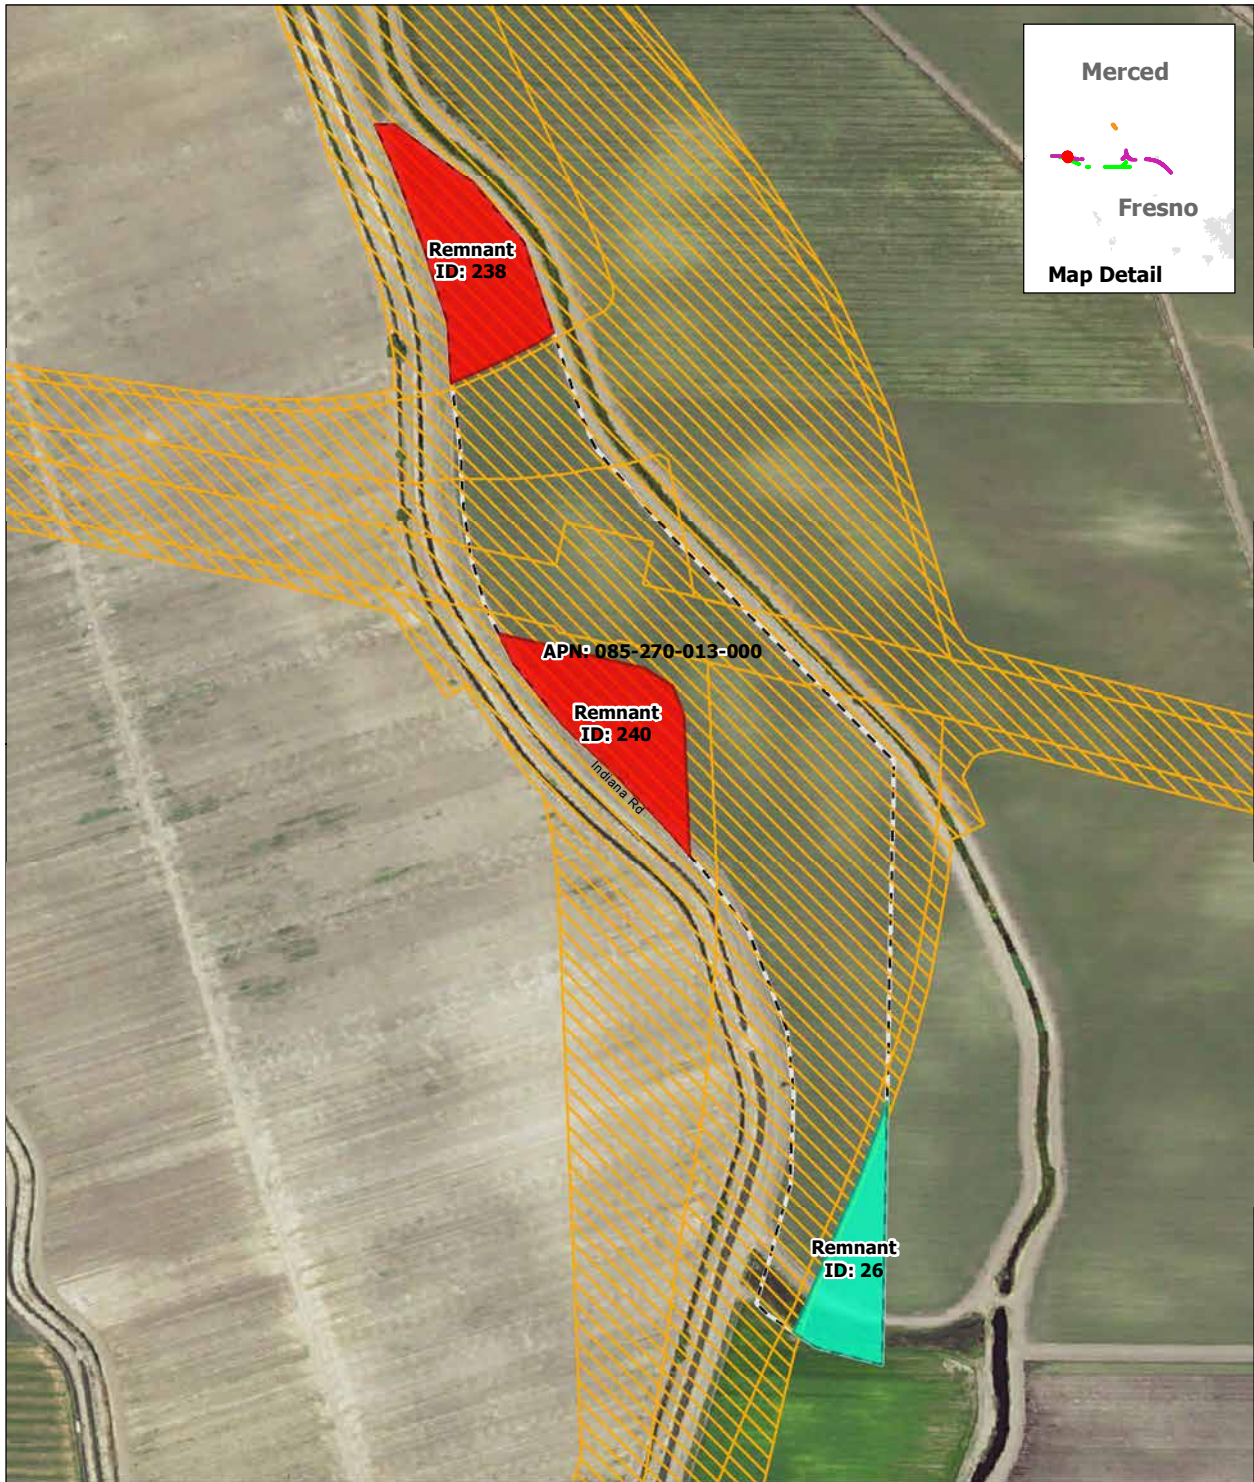 Merced
Fresno
Map Detail
Remnant
ID: 238
APN: 085-270-013-000
Remnant
ID: 240
Indiana Rd
Remnant
ID: 26